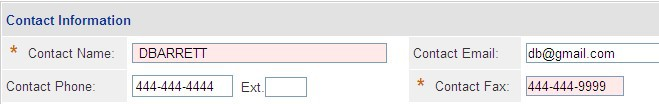 Contact Information
* Contact Name: DBARRETT Contact Email: db@gmail.com
Contact Phone: 444-444-4444 Ext. * Contact Fax: 444-444-9999